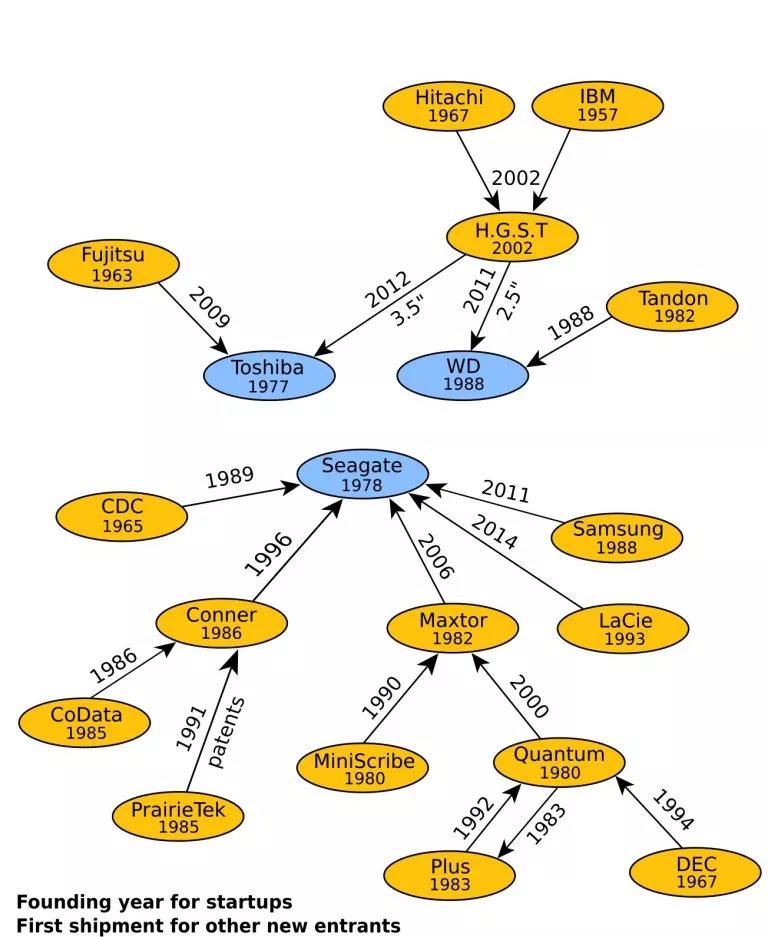 Hitachi
1967
IBM
1957
2002
H.G.S.T
2002
Fujitsu
1963
2009
2012
3.5"
2011
2.5"
Tandon
1982
1988
Toshiba
1977
WD
1988
Seagate
1978
1989
CDC
1965
2011
Samsung
1988
1996
2006
2014
Conner
1986
Maxtor
1982
LaCie
1993
1986
CoData
1985
1991
patents
1990
2000
MiniScribe
1980
Quantum
1980
PrairieTek
1985
1992
1983
1994
Plus
1983
DEC
1967
Founding year for startups
First shipment for other new entrants